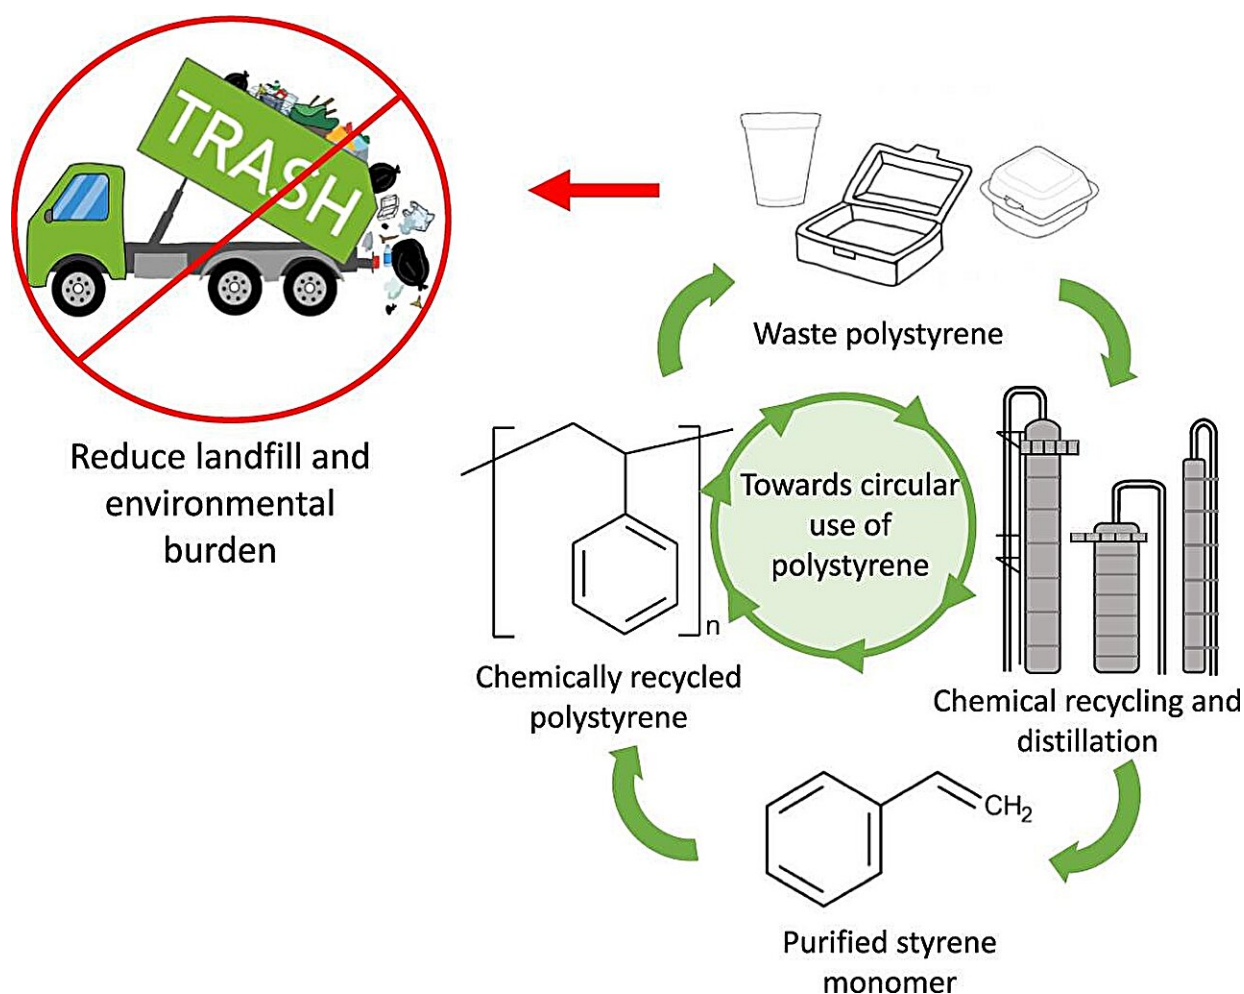 TRASH
Reduce landfill and
environmental
burden
Waste polystyrene
Towards circular
use of
polystyrene
n
Chemically recycled
polystyrene
Chemical recycling and
distillation
CH₂
Purified styrene
monomer